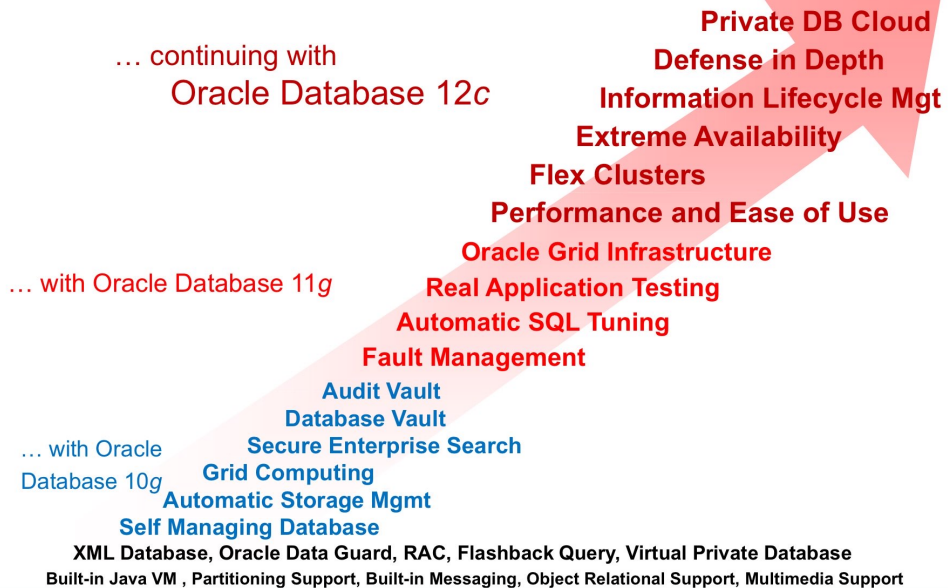 Private DB Cloud
… continuing with
Defense in Depth
Oracle Database 12c
Information Lifecycle Mgt
Extreme Availability
Flex Clusters
Performance and Ease of Use
Oracle Grid Infrastructure
… with Oracle Database 11g
Real Application Testing
Automatic SQL Tuning
Fault Management
Audit Vault
Database Vault
… with Oracle
Database 10g
Secure Enterprise Search
Grid Computing
Automatic Storage Mgmt
Self Managing Database
XML Database, Oracle Data Guard, RAC, Flashback Query, Virtual Private Database
Built-in Java VM , Partitioning Support, Built-in Messaging, Object Relational Support, Multimedia Support